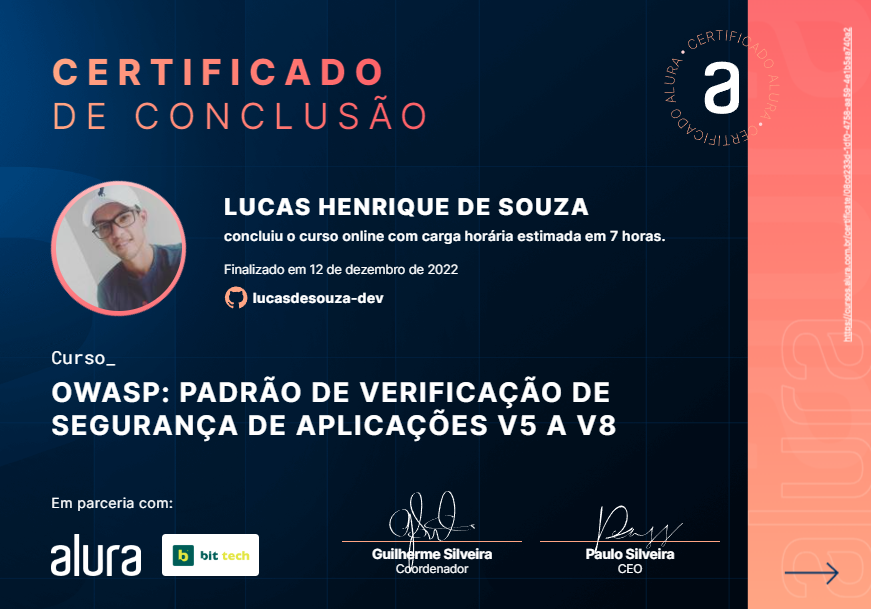 CERTIFICADO
DE CONCLUSÃO
CERTIFICADO ALURA • CERTIFICADO ALURA •
a
LUCAS HENRIQUE DE SOUZA
concluiu o curso online com carga horária estimada em 7 horas.
Finalizado em 12 de dezembro de 2022
lucasdesouza-dev
Curso_
OWASP: PADRÃO DE VERIFICAÇÃO DE
SEGURANÇA DE APLICAÇÕES V5 A V8
Em parceria com:
alura
b bit tech
Guilherme Silveira
Coordenador
Paulo Silveira
CEO
alura